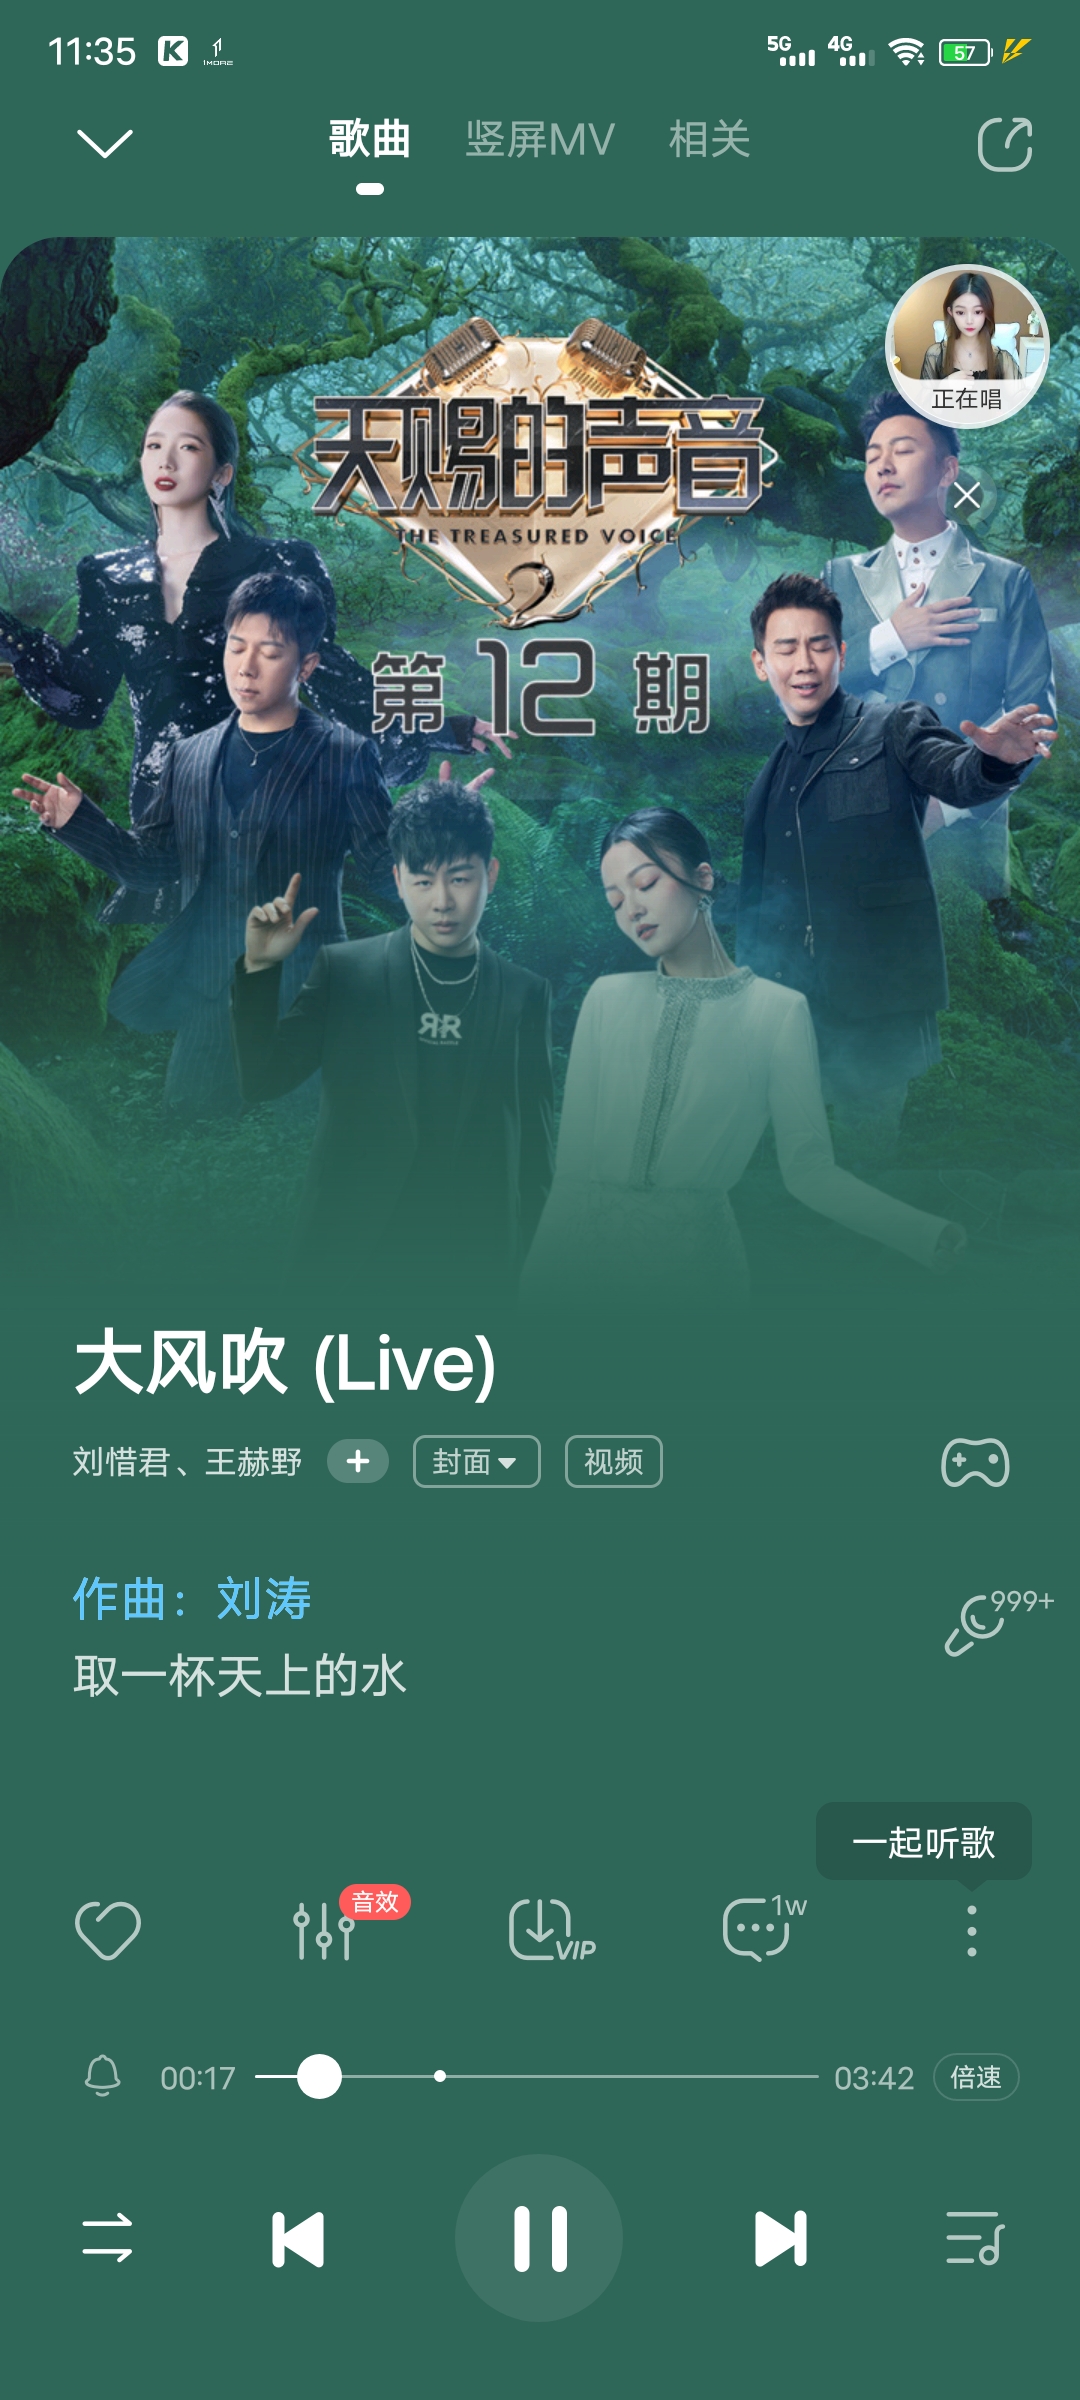 11:35
1MORE
5G
4G
57
歌曲
竖屏MV
相关
正在唱
天赐的声音
THE TREASURED VOICE
2
第12期
大风吹 (Live)
刘惜君、王赫野
封面
视频
作曲：刘涛
999+
取一杯天上的水
一起听歌
音效
VIP
1w
00:17
03:42
倍速